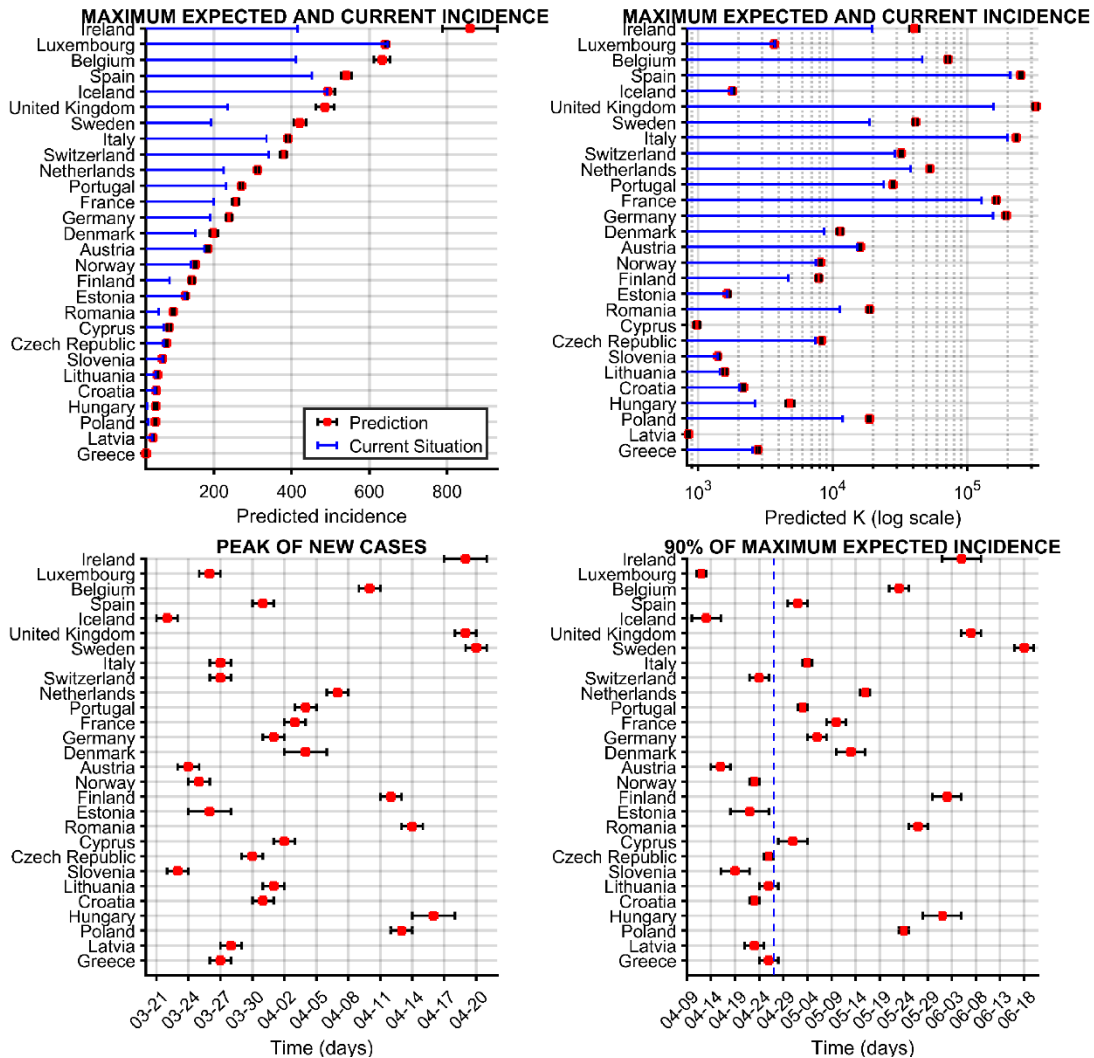 MAXIMUM EXPECTED AND CURRENT INCIDENCE
Ireland
Luxembourg
Belgium
Spain
Iceland
United Kingdom
Sweden
Italy
Switzerland
Netherlands
Portugal
France
Germany
Denmark
Austria
Norway
Finland
Estonia
Romania
Cyprus
Czech Republic
Slovenia
Lithuania
Croatia
Hungary
Poland
Latvia
Greece
Prediction
Current Situation
200 400 600 800
Predicted incidence
MAXIMUM EXPECTED AND CURRENT INCIDENCE
Ireland
Luxembourg
Belgium
Spain
Iceland
United Kingdom
Sweden
Italy
Switzerland
Netherlands
Portugal
France
Germany
Denmark
Austria
Norway
Finland
Estonia
Romania
Cyprus
Czech Republic
Slovenia
Lithuania
Croatia
Hungary
Poland
Latvia
Greece
10³ 10⁴ 10⁵
Predicted K (log scale)
PEAK OF NEW CASES
Ireland
Luxembourg
Belgium
Spain
Iceland
United Kingdom
Sweden
Italy
Switzerland
Netherlands
Portugal
France
Germany
Denmark
Austria
Norway
Finland
Estonia
Romania
Cyprus
Czech Republic
Slovenia
Lithuania
Croatia
Hungary
Poland
Latvia
Greece
03-21 03-24 03-27 03-30 04-02 04-05 04-08 04-11 04-14 04-17 04-20
Time (days)
90% OF MAXIMUM EXPECTED INCIDENCE
Ireland
Luxembourg
Belgium
Spain
Iceland
United Kingdom
Sweden
Italy
Switzerland
Netherlands
Portugal
France
Germany
Denmark
Austria
Norway
Finland
Estonia
Romania
Cyprus
Czech Republic
Slovenia
Lithuania
Croatia
Hungary
Poland
Latvia
Greece
04-09 04-14 04-19 04-24 04-29 05-04 05-09 05-14 05-19 05-24 05-29 06-03 06-08 06-13 06-18
Time (days)